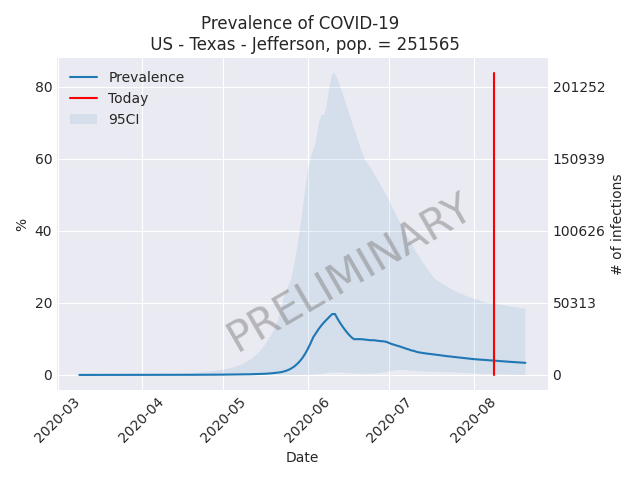 Prevalence of COVID-19
US - Texas - Jefferson, pop. = 251565
Prevalence
Today
95CI
80
60
40
20
0
%
201252
150939
100626
50313
0
# of infections
PRELIMINARY
2020-03
2020-04
2020-05
2020-06
2020-07
2020-08
Date